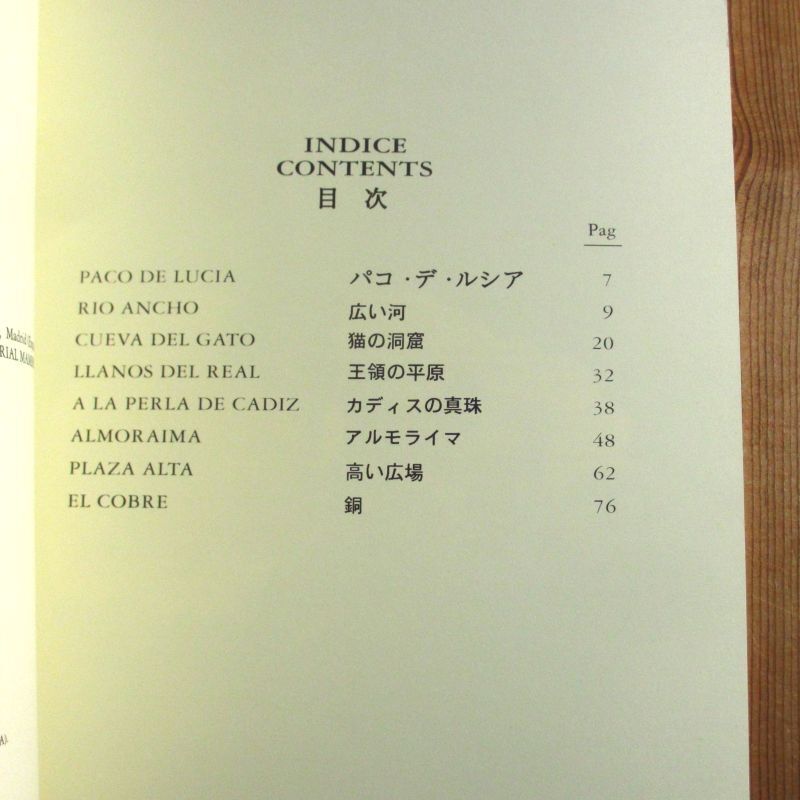 INDICE
CONTENTS
目 次
Pag
PACO DE LUCIA パコ・デ・ルシア 7
RIO ANCHO 広い河 9
CUEVA DEL GATO 猫の洞窟 20
LLANOS DEL REAL 王領の平原 32
A LA PERLA DE CADIZ カディスの真珠 38
ALMORAIMA アルモライマ 48
PLAZA ALTA 高い広場 62
EL COBRE 銅 76
, Madrid